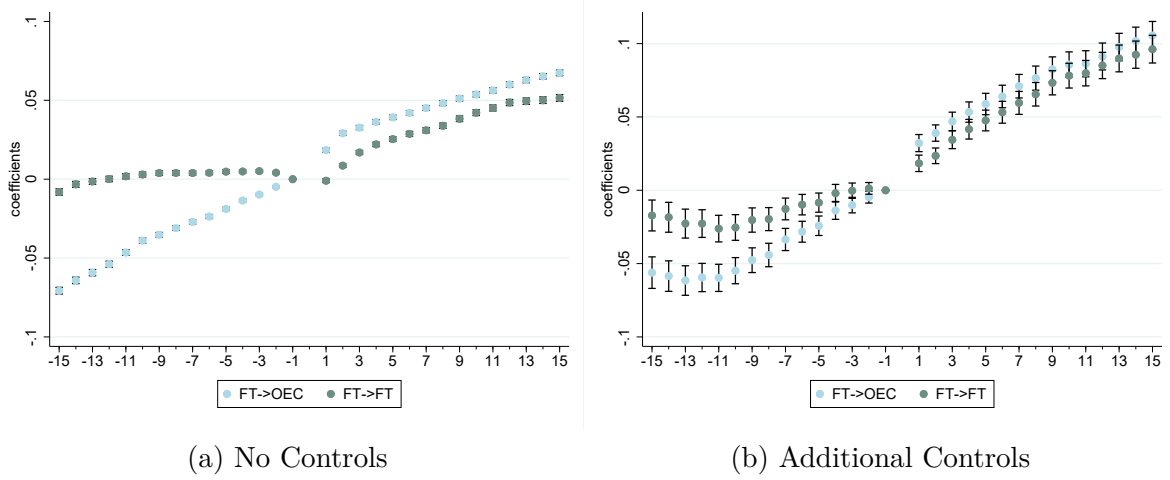 coefficients
.1
.05
0
-.05
-.1
-15 -13 -11 -9 -7 -5 -3 -1 1 3 5 7 9 11 13 15
FT->OEC FT->FT
(a) No Controls
coefficients
.1
.05
0
-.05
-.1
-15 -13 -11 -9 -7 -5 -3 -1 1 3 5 7 9 11 13 15
FT->OEC FT->FT
(b) Additional Controls